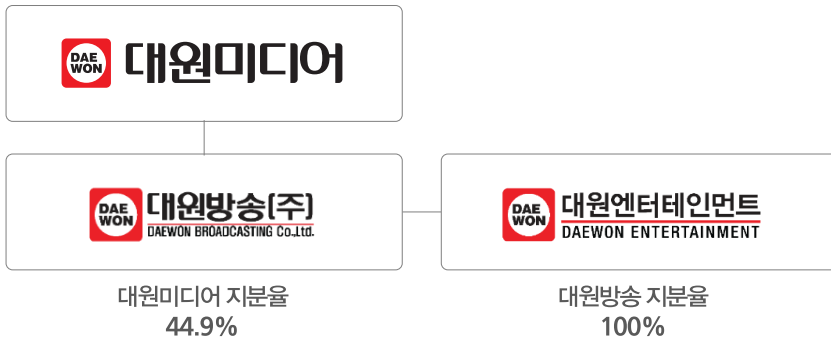 DAE
WON
대원미디어
DAE
WON
대원방송(주)
DAEWON BROADCASTING Co.,Ltd.
DAE
WON
대원엔터테인먼트
DAEWON ENTERTAINMENT
대원미디어 지분율
44.9%
대원방송 지분율
100%